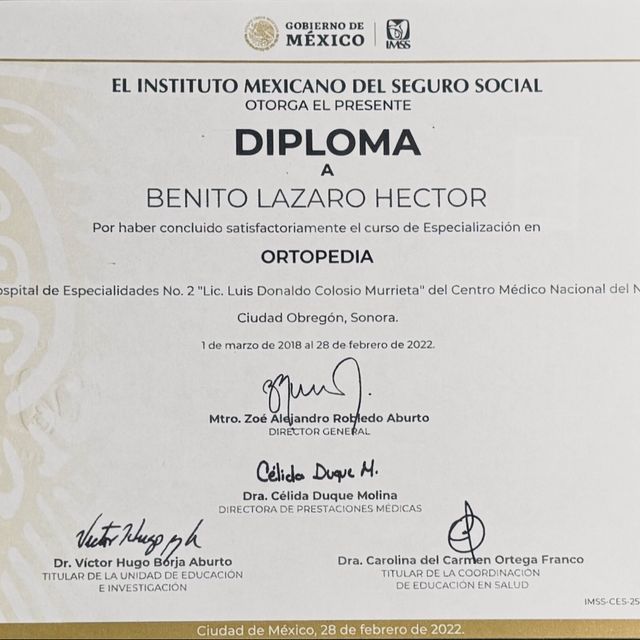 GOBIERNO DE
MÉXICO
IMSS
EL INSTITUTO MEXICANO DEL SEGURO SOCIAL
OTORGA EL PRESENTE
DIPLOMA
A
BENITO LAZARO HECTOR
Por haber concluido satisfactoriamente el curso de Especialización en
ORTOPEDIA
ospital de Especialidades No. 2 "Lic. Luis Donaldo Colosio Murrieta" del Centro Médico Nacional del N
Ciudad Obregón, Sonora.
1 de marzo de 2018 al 28 de febrero de 2022.
Mtro. Zoé Alejandro Robledo Aburto
DIRECTOR GENERAL
Célida Duque M.
Dra. Célida Duque Molina
DIRECTORA DE PRESTACIONES MÉDICAS
Dr. Víctor Hugo Borja Aburto
TITULAR DE LA UNIDAD DE EDUCACIÓN
E INVESTIGACIÓN
Dra. Carolina del Carmen Ortega Franco
TITULAR DE LA COORDINACIÓN
DE EDUCACIÓN EN SALUD
IMSS-CES-25
Ciudad de México, 28 de febrero de 2022.